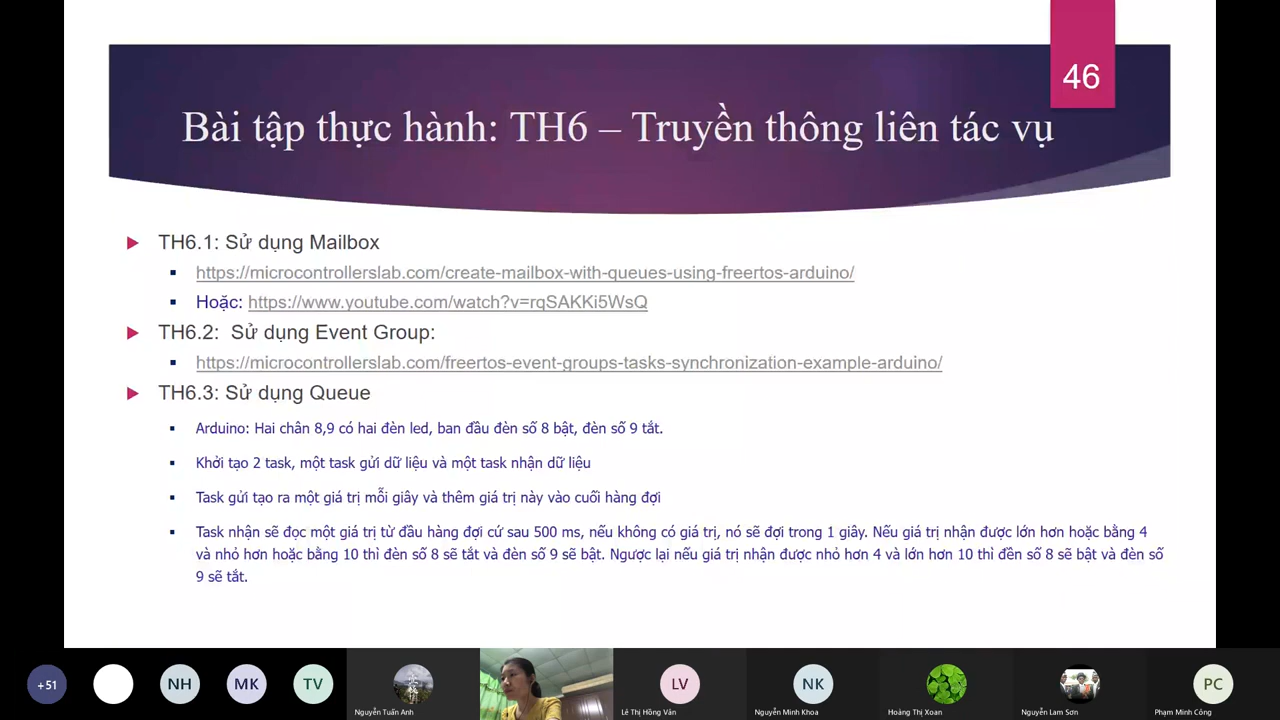 46
Bài tập thực hành: TH6 – Truyền thông liên tác vụ
TH6.1: Sử dụng Mailbox
https://microcontrollerslab.com/create-mailbox-with-queues-using-freertos-arduino/
Hoặc: https://www.youtube.com/watch?v=rqSAKKi5WsQ
TH6.2: Sử dụng Event Group:
https://microcontrollerslab.com/freertos-event-groups-tasks-synchronization-example-arduino/
TH6.3: Sử dụng Queue
Arduino: Hai chân 8,9 có hai đèn led, ban đầu đèn số 8 bật, đèn số 9 tắt.
Khởi tạo 2 task, một task gửi dữ liệu và một task nhận dữ liệu
Task gửi tạo ra một giá trị mỗi giây và thêm giá trị này vào cuối hàng đợi
Task nhận sẽ đọc một giá trị từ đầu hàng đợi cứ sau 500 ms, nếu không có giá trị, nó sẽ đợi trong 1 giây. Nếu giá trị nhận được lớn hơn hoặc bằng 4
và nhỏ hơn hoặc bằng 10 thì đèn số 8 sẽ tắt và đèn số 9 sẽ bật. Ngược lại nếu giá trị nhận được nhỏ hơn 4 và lớn hơn 10 thì đền số 8 sẽ bật và đèn số
9 sẽ tắt.
+51
NH
MK
TV
Nguyễn Tuấn Anh
LV
Lê Thị Hồng Vân
NK
Nguyễn Minh Khoa
Hoàng Thị Xoan
Nguyễn Lam Sơn
PC
Phạm Minh Công